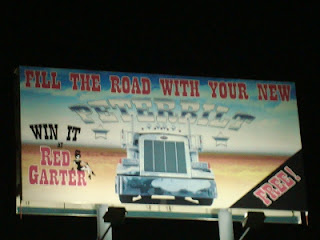 FILL THE ROAD WITH YOUR NEW
PETERBILT
WIN IT
at
RED
GARTER
FREE!